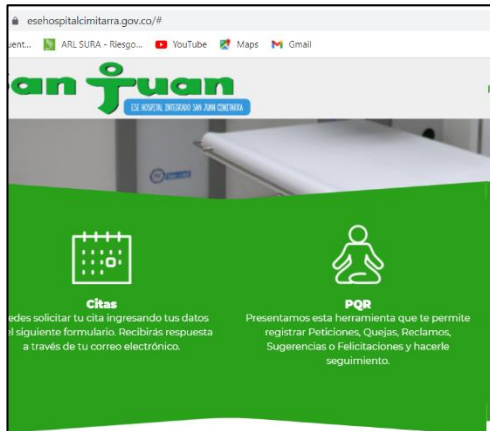 esehospitalcimitarra.gov.co/#
uent... ARL SURA - Riesgo... YouTube Maps Gmail
an Juan
ESE HOSPITAL INTEGRADO SAN JUAN CIMITARRA
Citas
edes solicitar tu cita ingresando tus datos
l siguiente formulario. Recibirás respuesta
a través de tu correo electrónico.
PQR
Presentamos esta herramienta que te permite
registrar Peticiones, Quejas, Reclamos,
Sugerencias o Felicitaciones y hacerle
seguimiento.